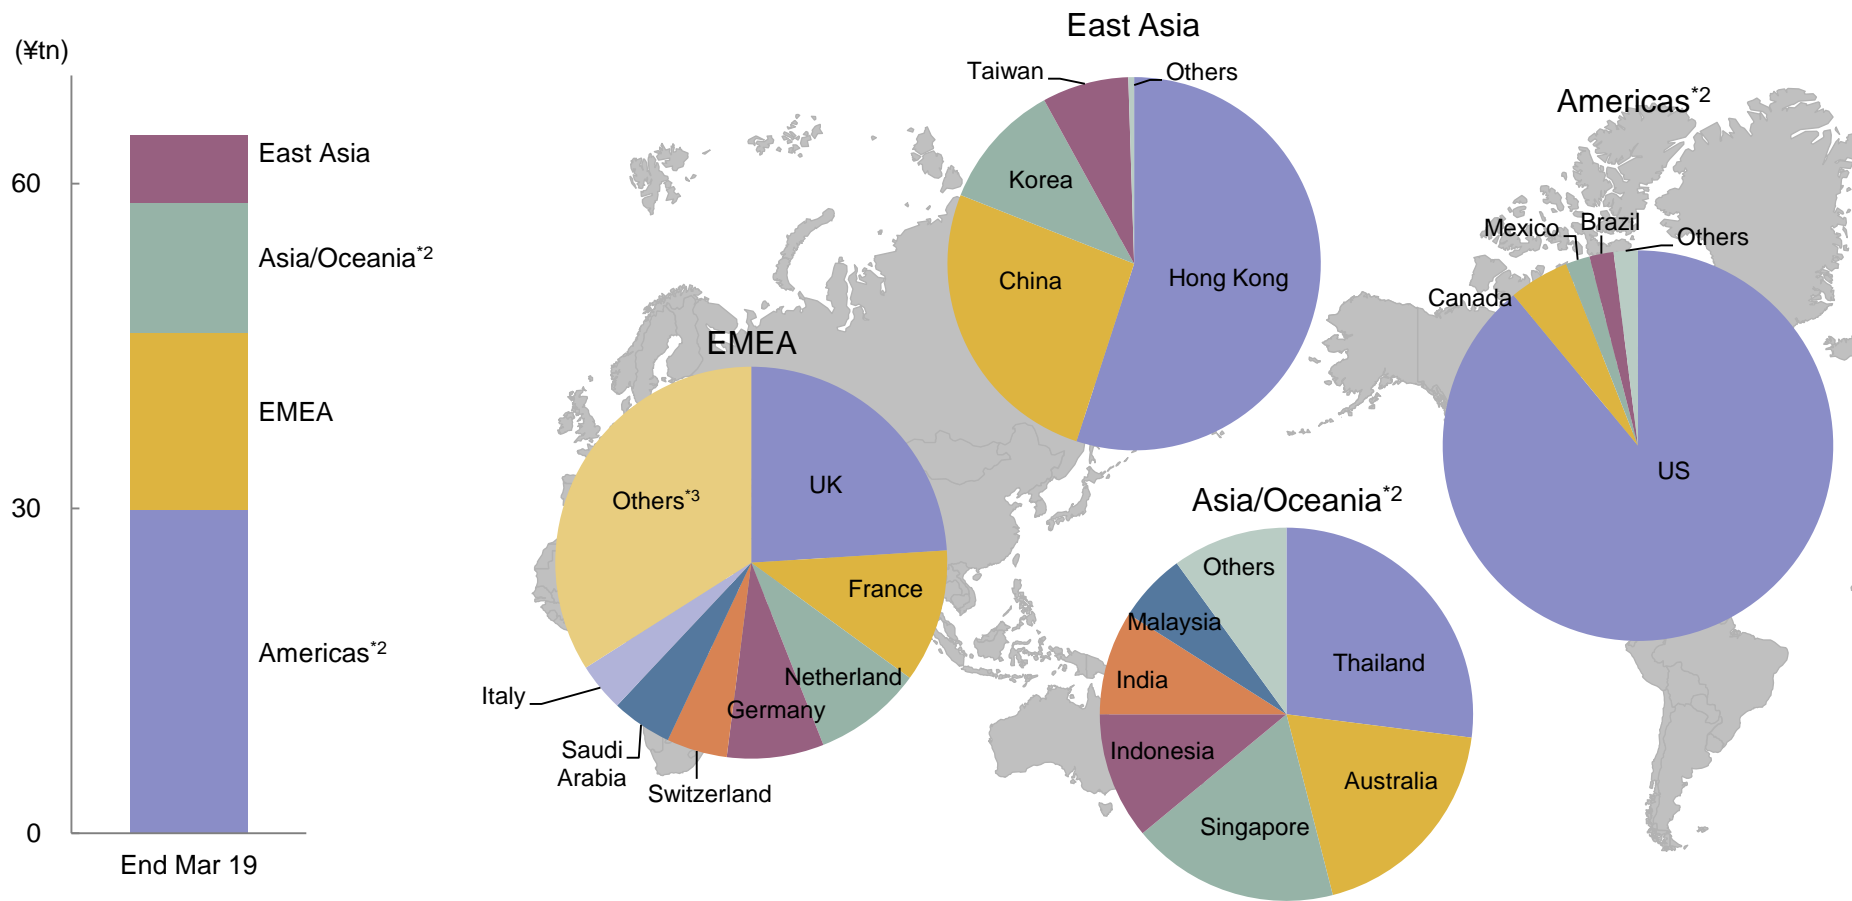 (¥tn)
60
30
0
East Asia
Asia/Oceania*2
EMEA
Americas*2
End Mar 19
East Asia
Taiwan
Others
Korea
China
Hong Kong
Americas*2
Mexico
Brazil
Others
Canada
US
EMEA
Others*3
UK
France
Netherland
Germany
Italy
Saudi
Arabia
Switzerland
Asia/Oceania*2
Others
Malaysia
India
Thailand
Indonesia
Australia
Singapore